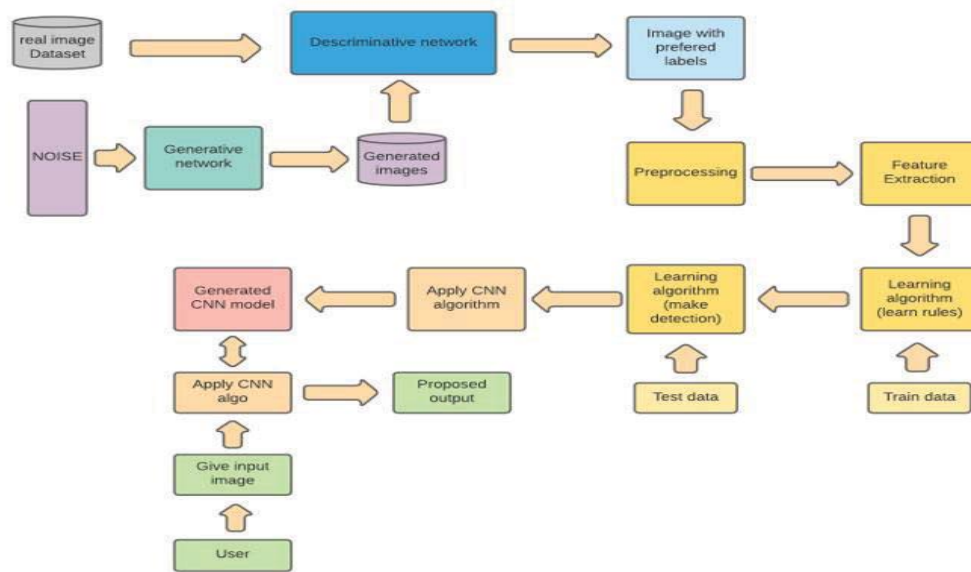 real image
Dataset
Descriminative network
Image with
prefered
labels
NOISE
Generative
network
Generated
images
Preprocessing
Feature
Extraction
Generated
CNN model
Apply CNN
algorithm
Learning
algorithm
(make
detection)
Learning
algorithm
(learn rules)
Apply CNN
algo
Proposed
output
Test data
Train data
Give input
image
User